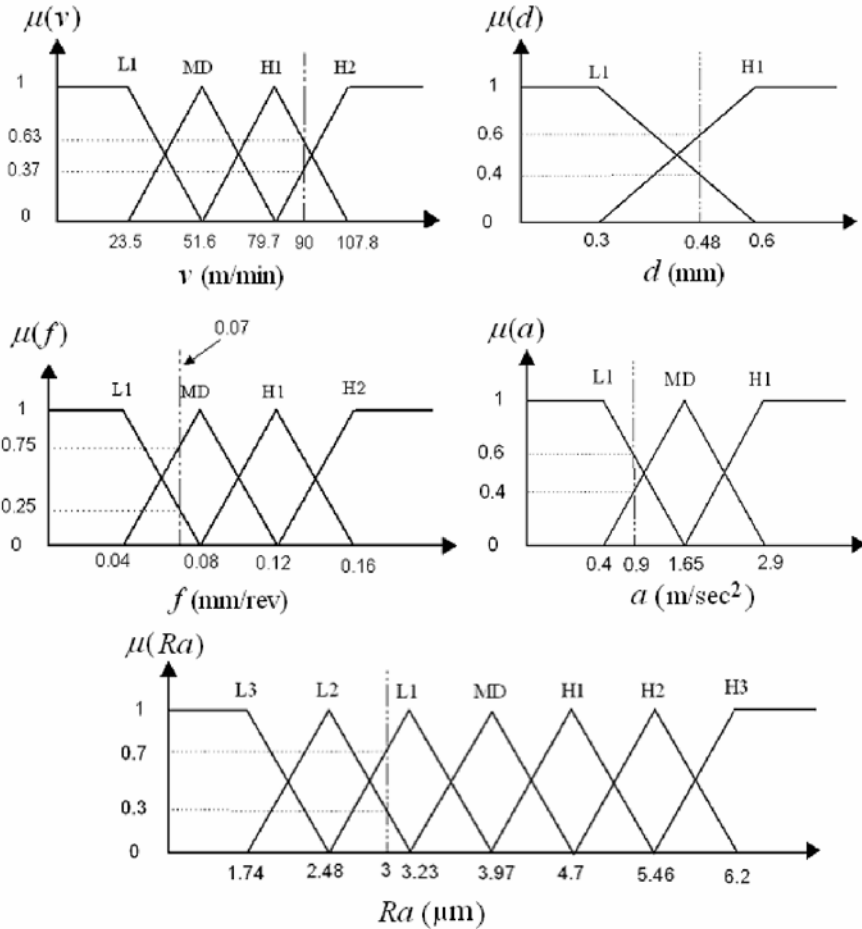 μ(v)
L1 MD H1 H2
1
0.63
0.37
0
23.5 51.6 79.7 90 107.8
v (m/min)
μ(d)
L1 H1
1
0.6
0.4
0
0.3 0.48 0.6
d (mm)
μ(f)
0.07
L1 MD H1 H2
1
0.75
0.25
0
0.04 0.08 0.12 0.16
f (mm/rev)
μ(a)
L1 MD H1
1
0.6
0.4
0
0.4 0.9 1.65 2.9
a (m/sec²)
μ(Ra)
L3 L2 L1 MD H1 H2 H3
1
0.7
0.3
0
1.74 2.48 3 3.23 3.97 4.7 5.46 6.2
Ra (μm)